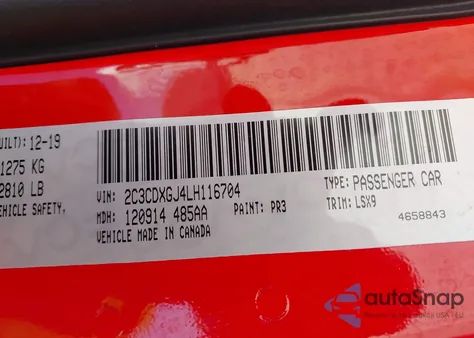 UILT): 12-19
1275 KG
2810 LB
EHICLE SAFETY,
VIN: 2C3CDXGJ4LH116704
TYPE: PASSENGER CAR
MDH: 120914 485AA
PAINT: PR3
TRIM: LSX9
VEHICLE MADE IN CANADA
4658843
autoSnap